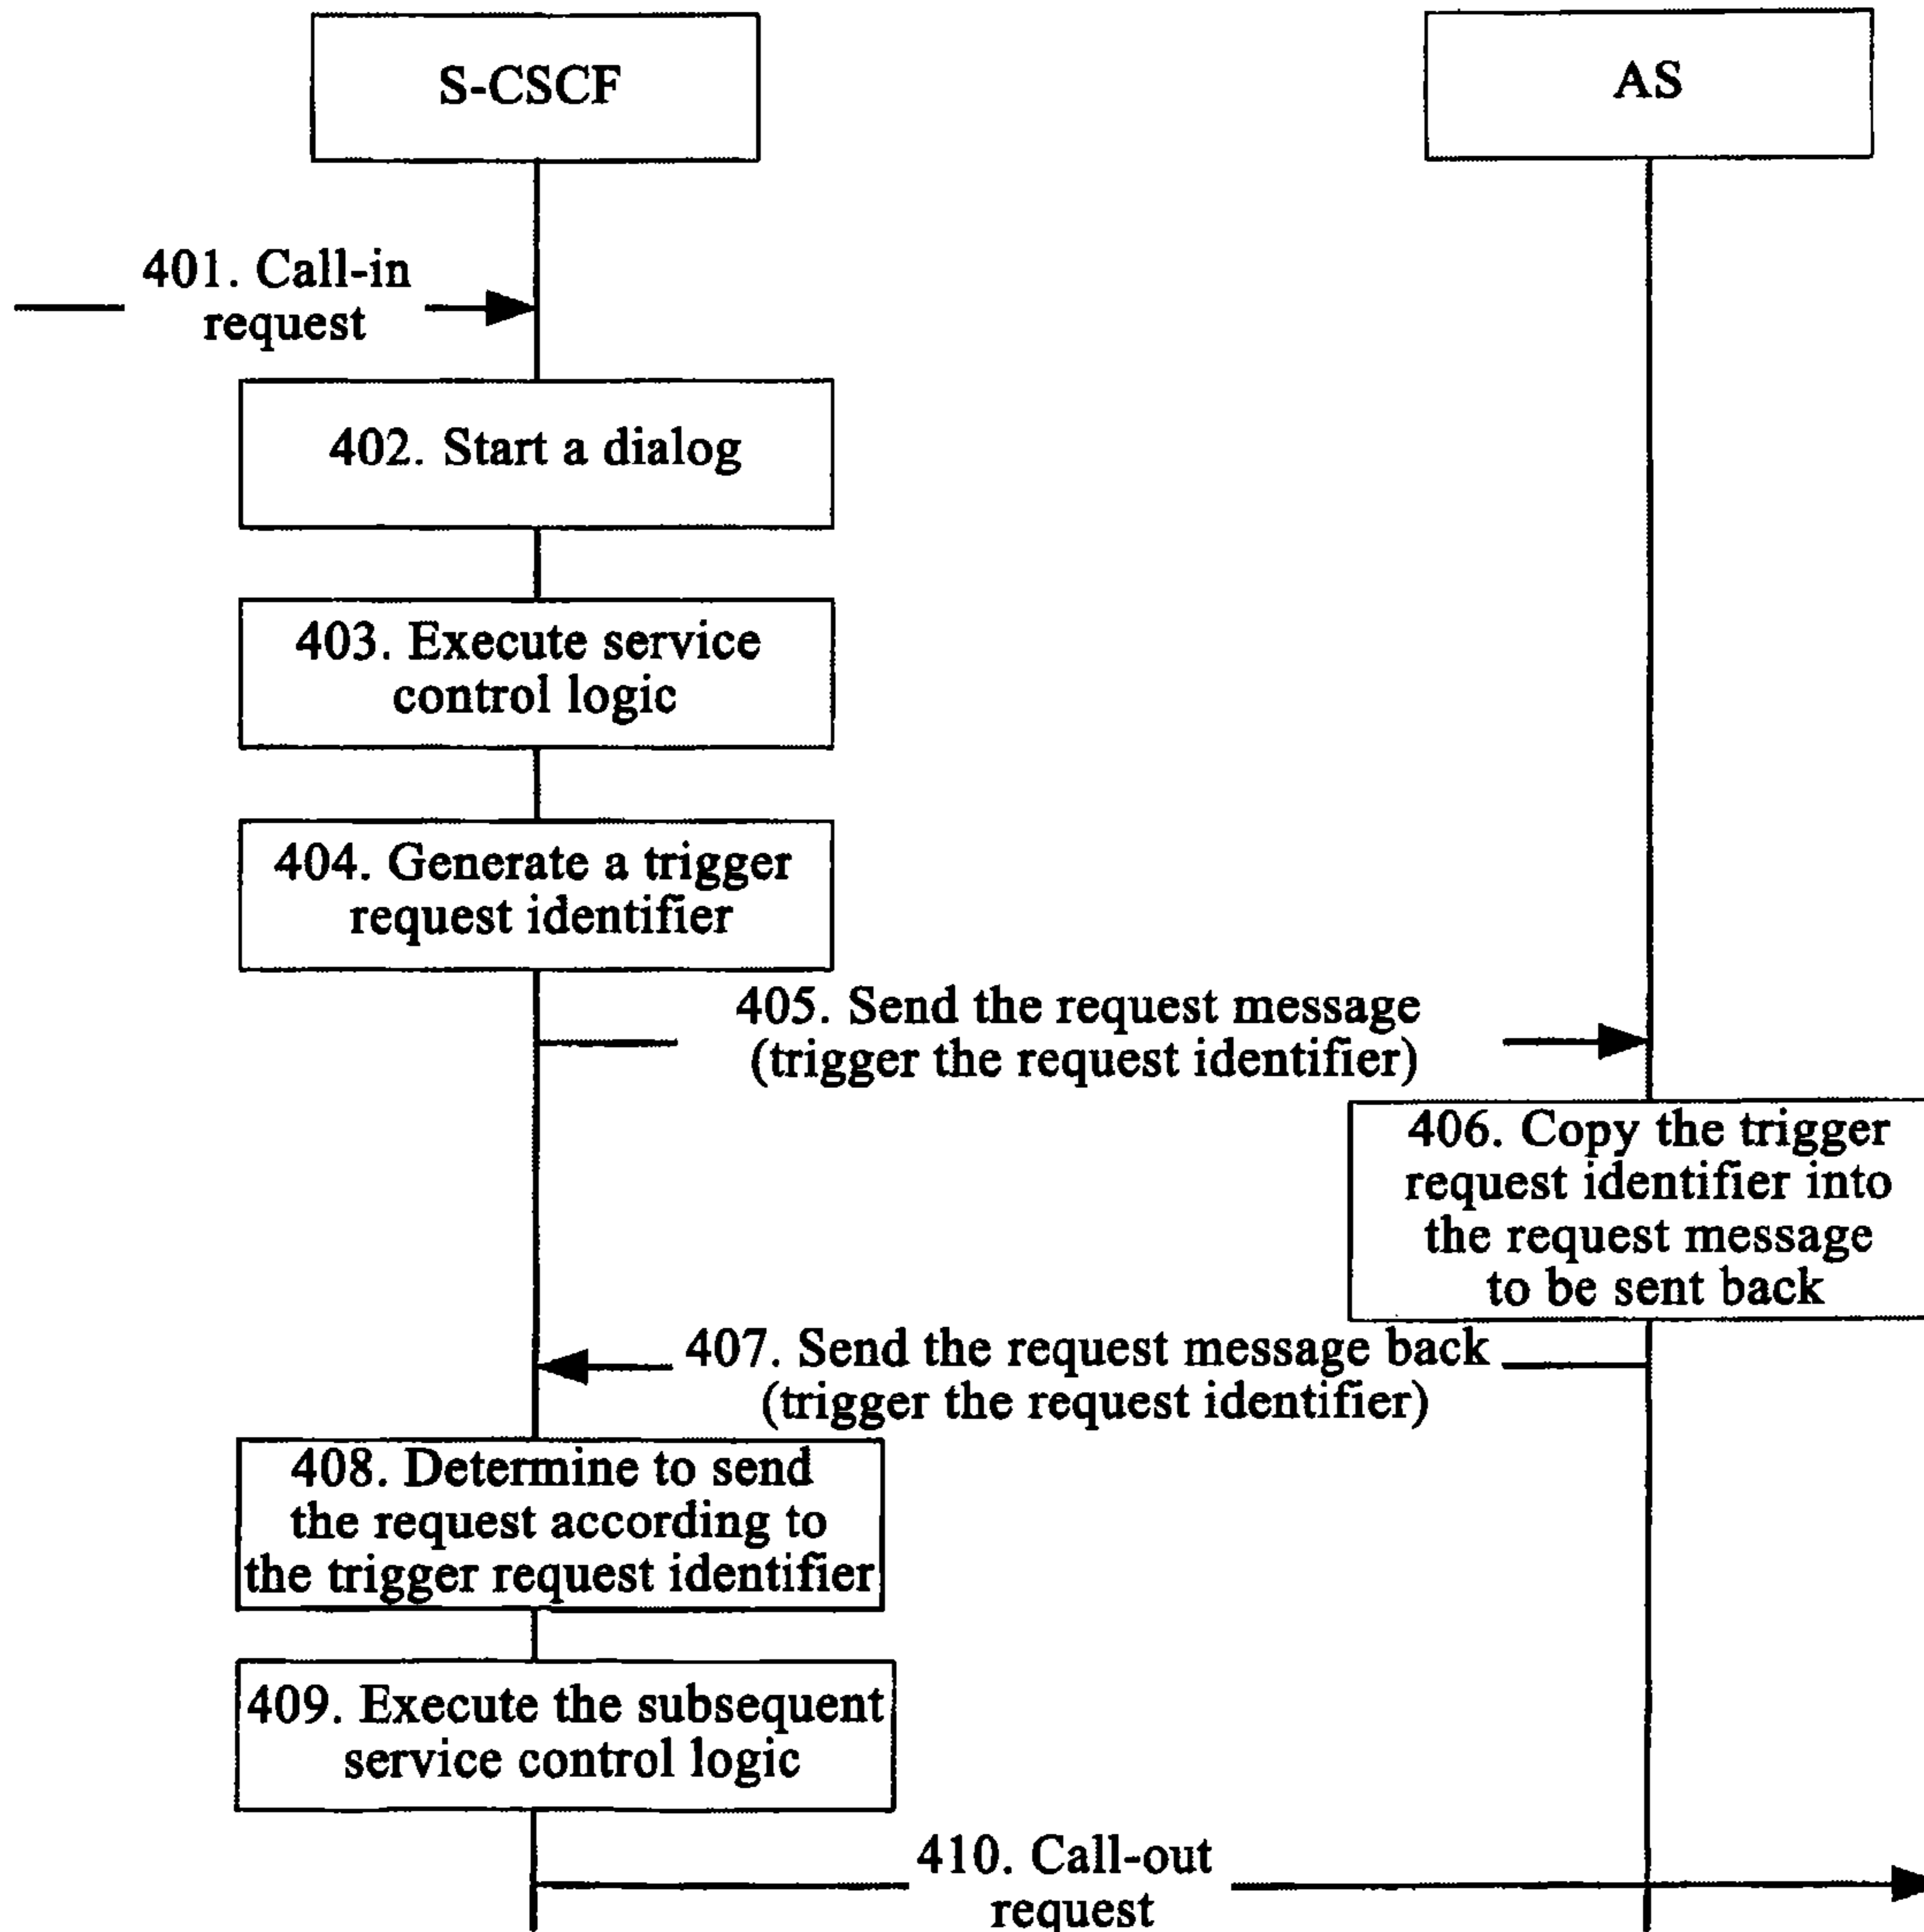 S-CSCF
AS
401. Call-in
request
402. Start a dialog
403. Execute service
control logic
404. Generate a trigger
request identifier
405. Send the request message
(trigger the request identifier)
406. Copy the trigger
request identifier into
the request message
to be sent back
407. Send the request message back
(trigger the request identifier)
408. Determine to send
the request according to
the trigger request identifier
409. Execute the subsequent
service control logic
410. Call-out
request